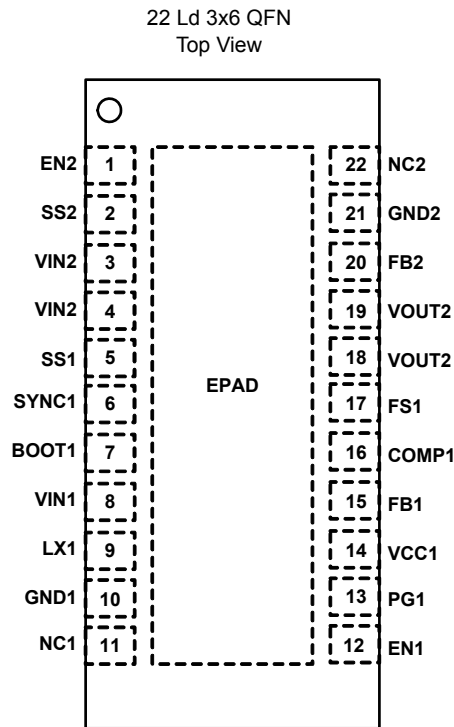 22 Ld 3x6 QFN
Top View
EN2 1 22 NC2
SS2 2 21 GND2
VIN2 3 20 FB2
VIN2 4 19 VOUT2
SS1 5 18 VOUT2
EPAD
SYNC1 6 17 FS1
BOOT1 7 16 COMP1
VIN1 8 15 FB1
LX1 9 14 VCC1
GND1 10 13 PG1
NC1 11 12 EN1